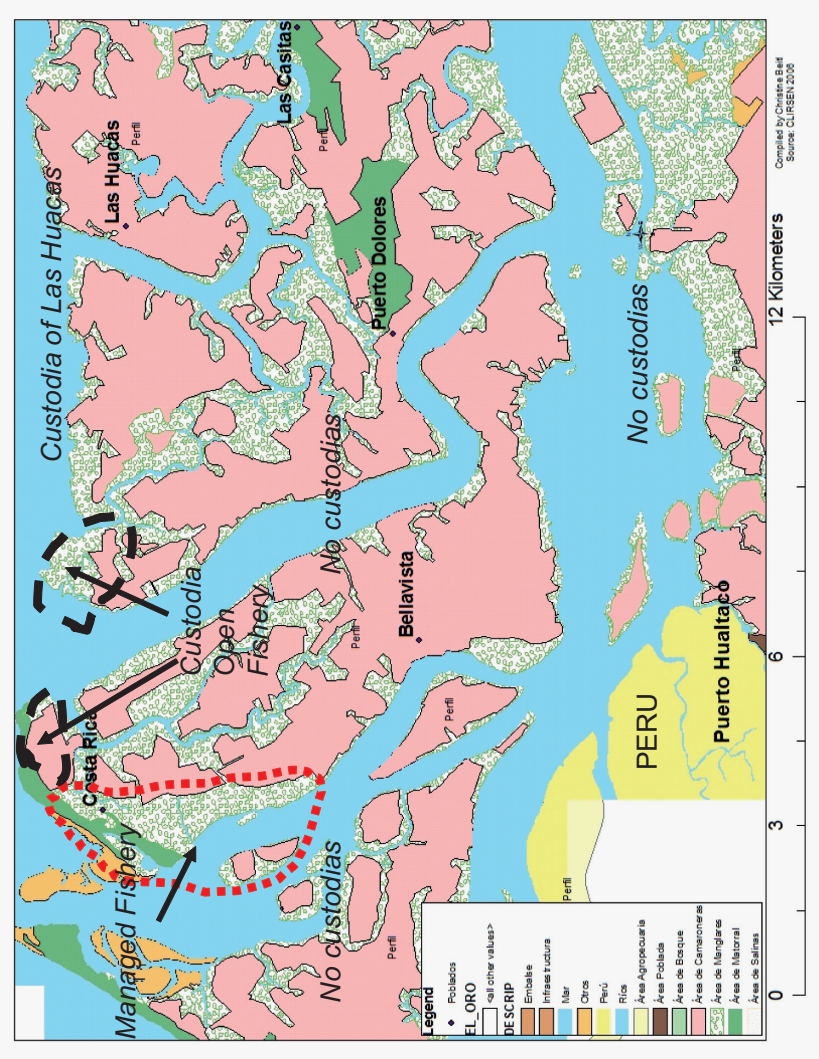 Custodia of Las Huacas
Las Huacas
Perfil
Las Casitas
Perfil
Puerto Dolores
No custodias
No custodias
Perfil
Custodia
Open
Fishery
Perfil
Bellavista
Perfil
Costa Rica
Managed Fishery
No custodias
Perfil
PERU
Puerto Hualtaco
Perfil
Legend
Poblados
EL_ORO
<all other values>
DESCRIP
Embalse
Infraestructura
Mar
Otros
Perú
Ríos
Área Agropecuaria
Área Poblada
Área de Bosque
Área de Camaroneras
Área de Manglares
Área de Matorral
Área de Salinas
0 3 6 12 Kilometers
Compiled by Christine Beitl
Source: CLIRSEN 2006